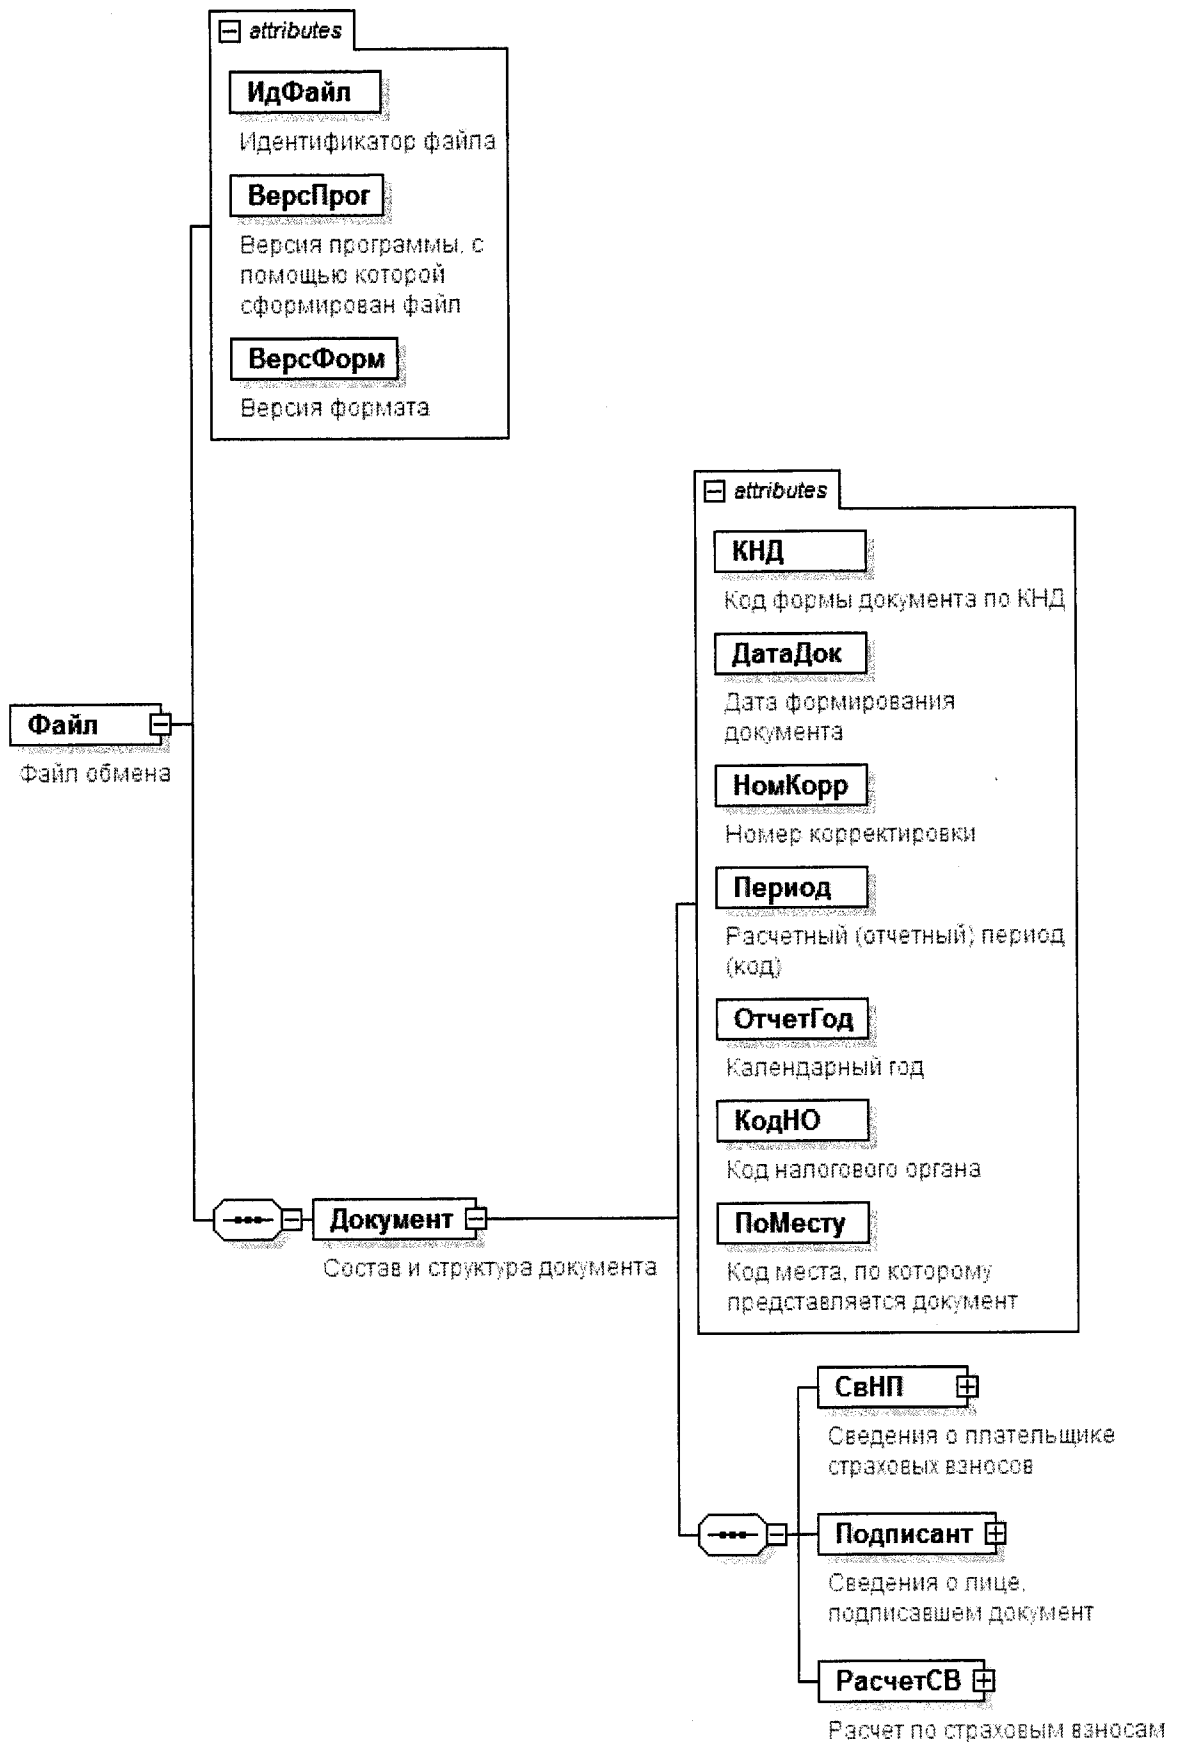 attributes
ИдФайл
Идентификатор файла
ВерсПрог
Версия программы, с
помощью которой
сформирован файл
ВерсФорм
Версия формата
attributes
КНД
Код формы документа по КНД
ДатаДок
Дата формирования
документа
Файл
Файл обмена
НомКорр
Номер корректировки
Период
Расчетный (отчетный) период
(код)
ОтчетГод
Календарный год
КодНО
Код налогового органа
Документ
Состав и структура документа
ПоМесту
Код места, по которому
представляется документ
СвНП
Сведения о плательщике
страховых взносов
Подписант
Сведения о лице,
подписавшем документ
РасчетСВ
Расчет по страховым взносам